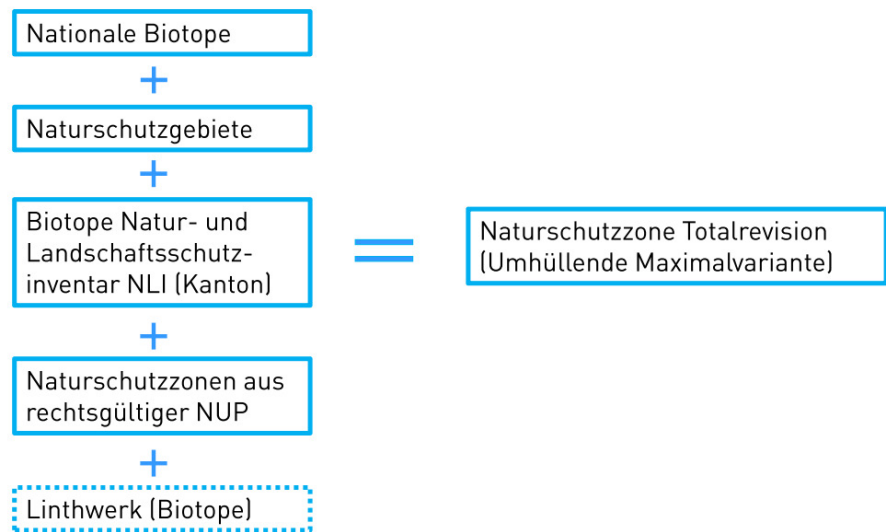 Nationale Biotope
+
Naturschutzgebiete
+
Biotope Natur- und
Landschaftsschutz-
inventar NLI (Kanton)
+
Naturschutzzonen aus
rechtsgültiger NUP
+
Linthwerk (Biotope)
=
Naturschutzzone Totalrevision
(Umhüllende Maximalvariante)